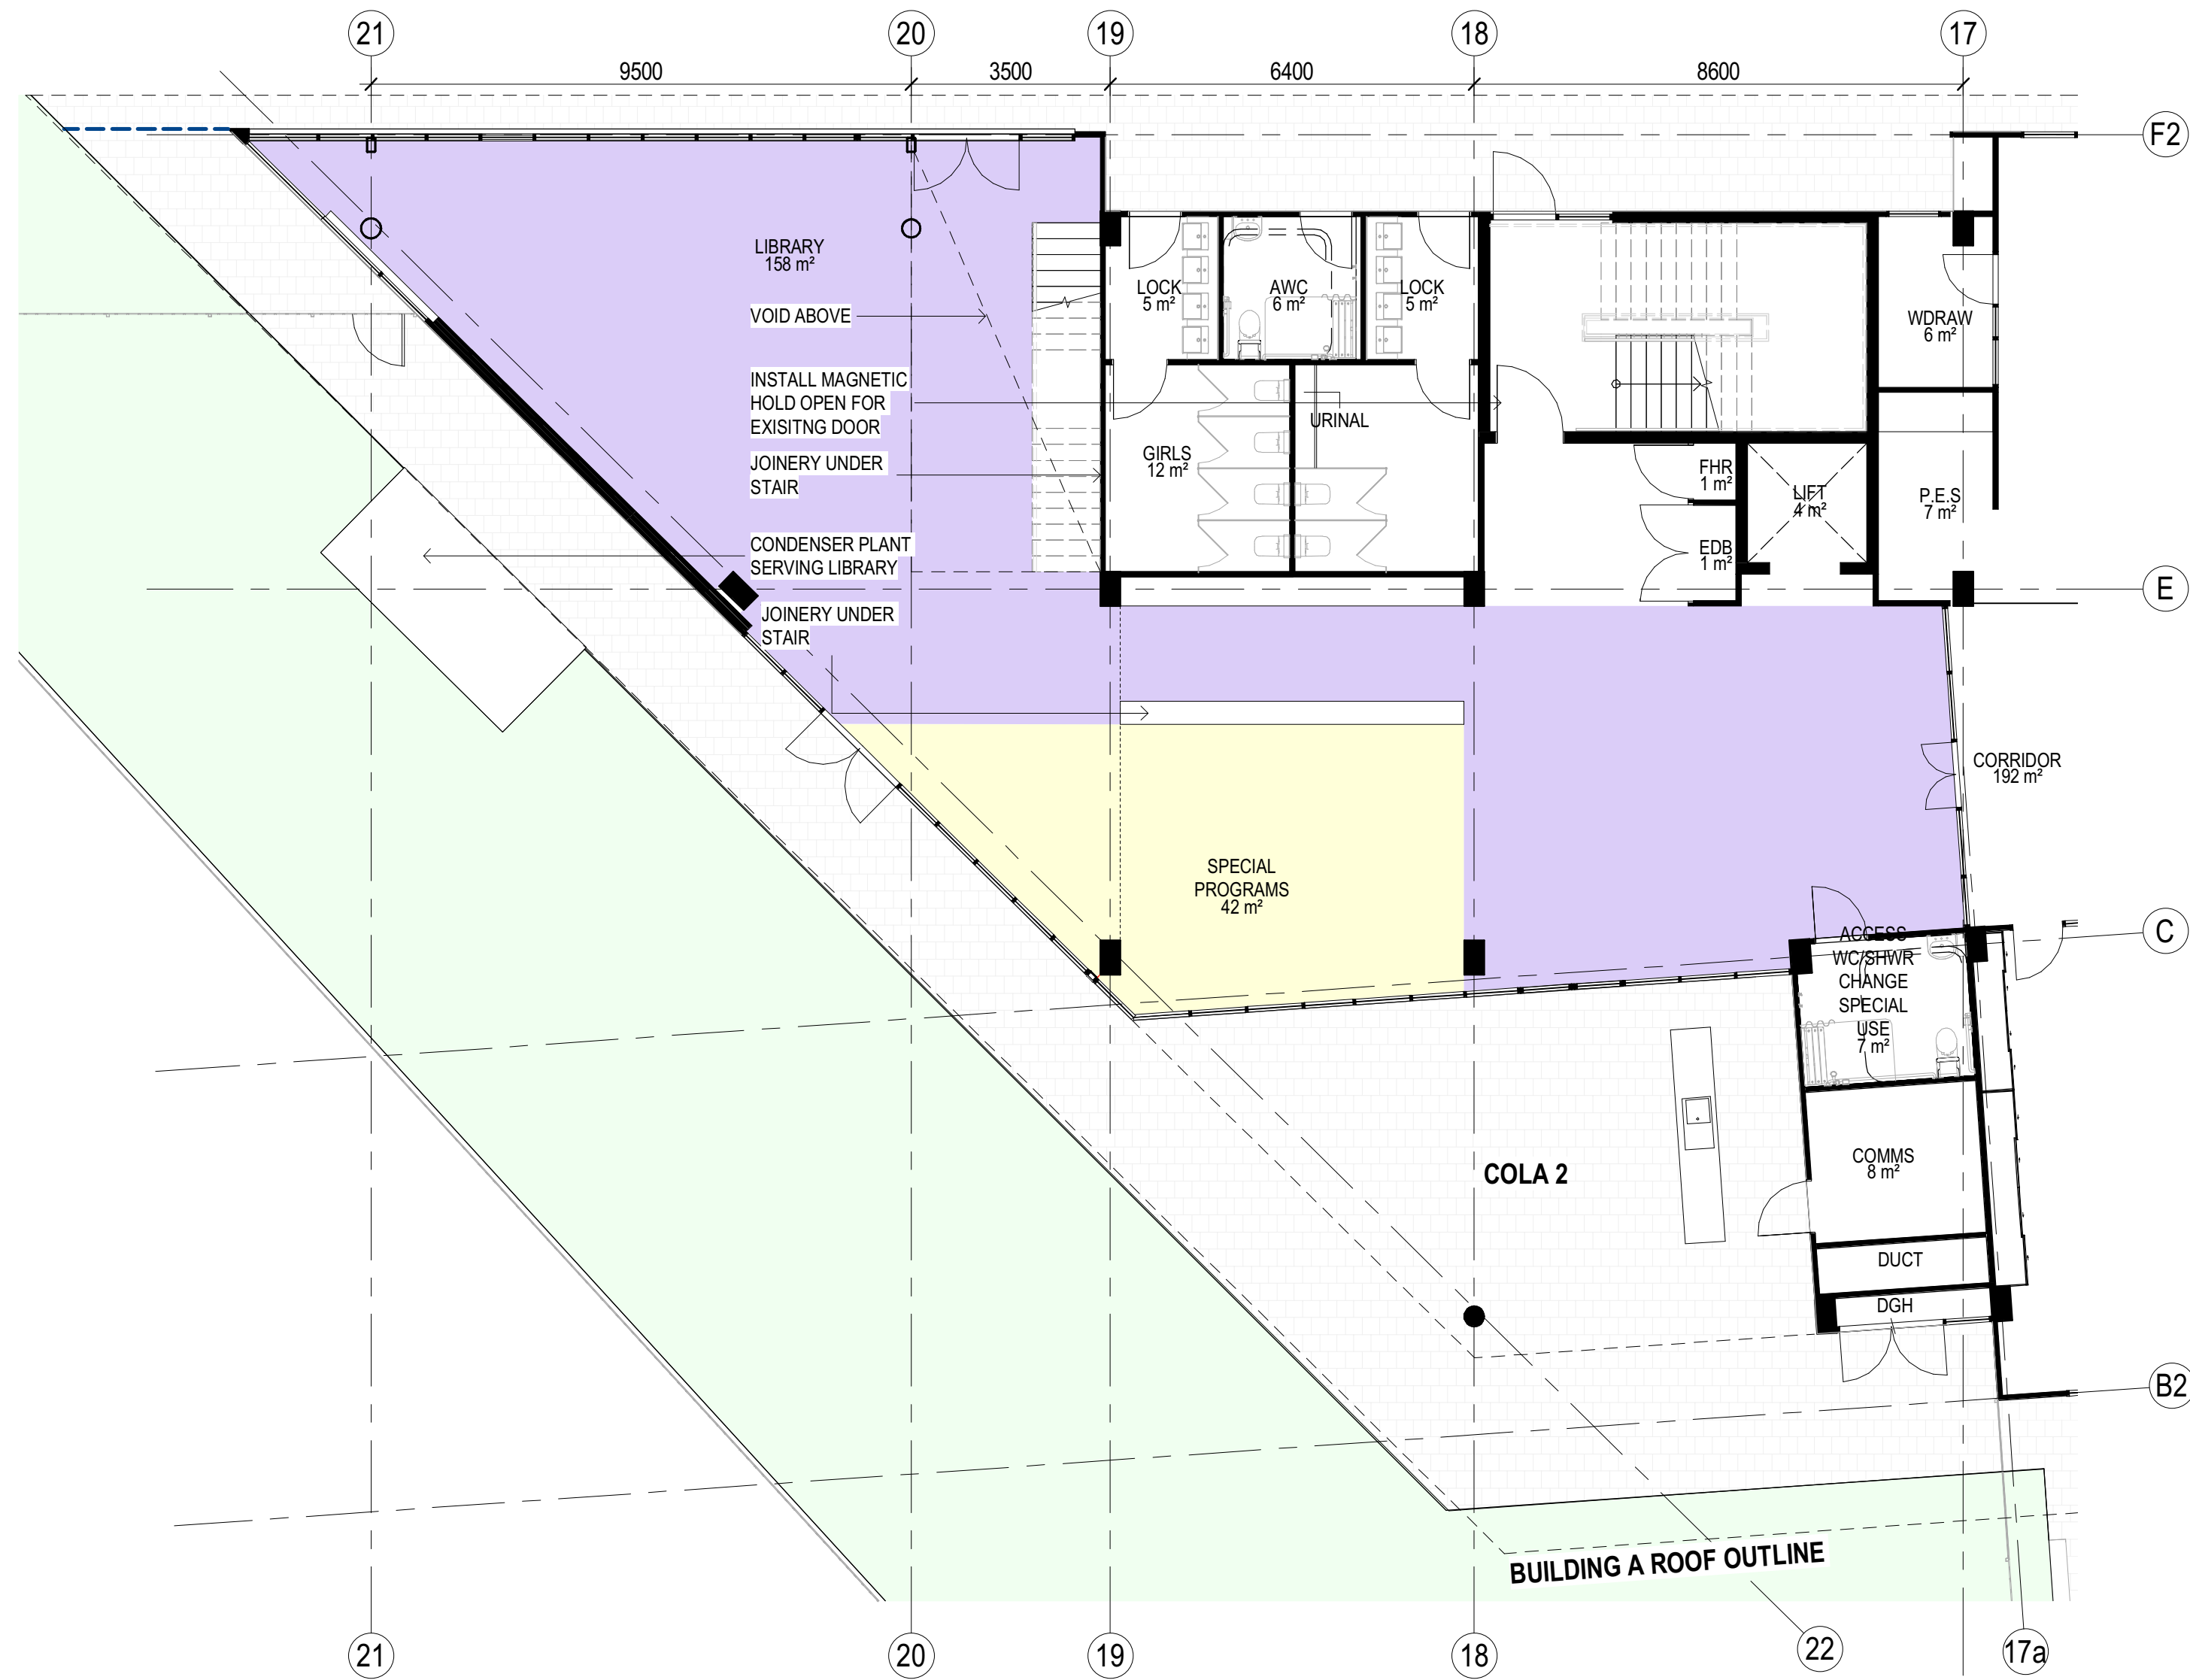 21
20
19
18
17
9500
3500
6400
8600
F2
LIBRARY
158 m²
VOID ABOVE
INSTALL MAGNETIC
HOLD OPEN FOR
EXISITNG DOOR
JOINERY UNDER
STAIR
CONDENSER PLANT
SERVING LIBRARY
JOINERY UNDER
STAIR
LOCK
5 m²
AWC
6 m²
LOCK
5 m²
WDRAW
6 m²
URINAL
GIRLS
12 m²
FHR
1 m²
LIFT
4 m²
P.E.S
7 m²
EDB
1 m²
E
CORRIDOR
192 m²
SPECIAL
PROGRAMS
42 m²
C
ACCESS
WC/SHWR
CHANGE
SPECIAL
USE
7 m²
COMMS
8 m²
COLA 2
DUCT
DGH
B2
BUILDING A ROOF OUTLINE
21
20
19
18
22
17a